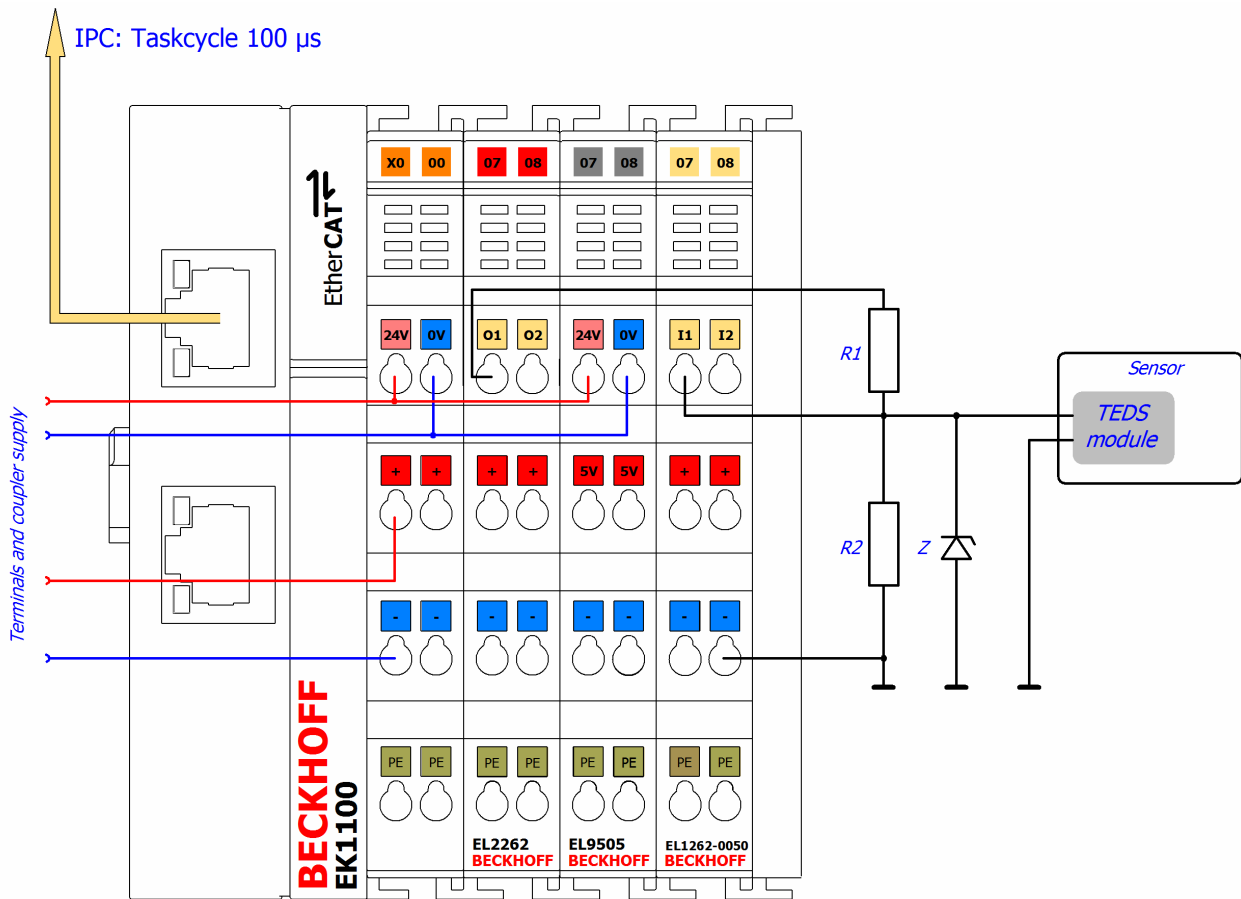 IPC: Taskcycle 100 µs
X0 00 07 08 07 08 07 08
EtherCAT
24V 0V O1 O2 24V 0V I1 I2
R1
Sensor
TEDS
module
Terminals and coupler supply
+ + + + 5V 5V + +
R2 Z
- - - - - - - -
PE PE PE PE PE PE PE PE
BECKHOFF
EK1100
EL2262
BECKHOFF
EL9505
BECKHOFF
EL1262-0050
BECKHOFF